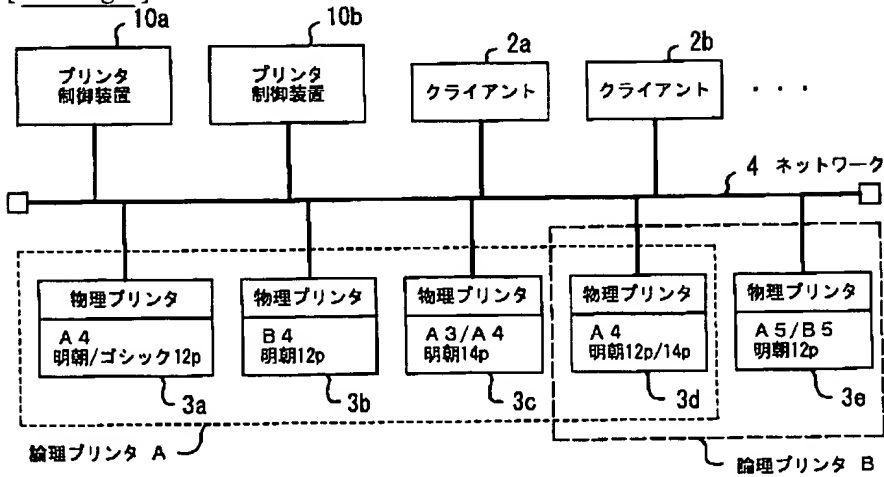 10a
10b
2a
2b
プリンタ
制御装置
プリンタ
制御装置
クライアント
クライアント
・・・
4 ネットワーク
物理プリンタ
A4
明朝/ゴシック12p
物理プリンタ
B4
明朝12p
物理プリンタ
A3/A4
明朝14p
物理プリンタ
A4
明朝12p/14p
物理プリンタ
A5/B5
明朝12p
3a
3b
3c
3d
3e
論理プリンタ A
論理プリンタ B